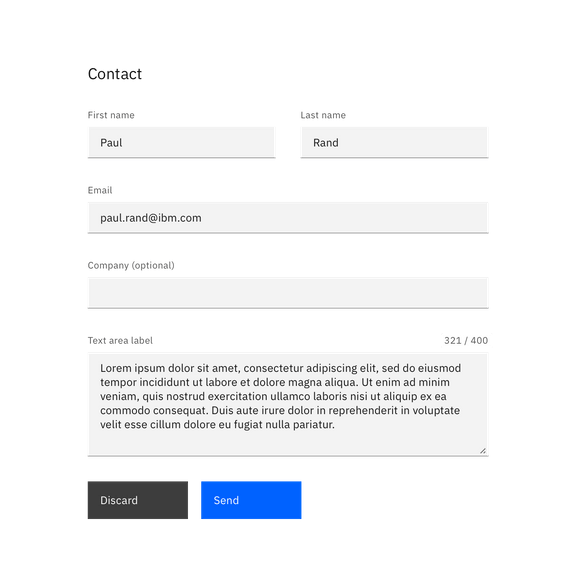 Contact
First name
Last name
Paul
Rand
Email
paul.rand@ibm.com
Company (optional)
Text area label
321 / 400
Lorem ipsum dolor sit amet, consectetur adipiscing elit, sed do eiusmod
tempor incididunt ut labore et dolore magna aliqua. Ut enim ad minim
veniam, quis nostrud exercitation ullamco laboris nisi ut aliquip ex ea
commodo consequat. Duis aute irure dolor in reprehenderit in voluptate
velit esse cillum dolore eu fugiat nulla pariatur.
Discard
Send